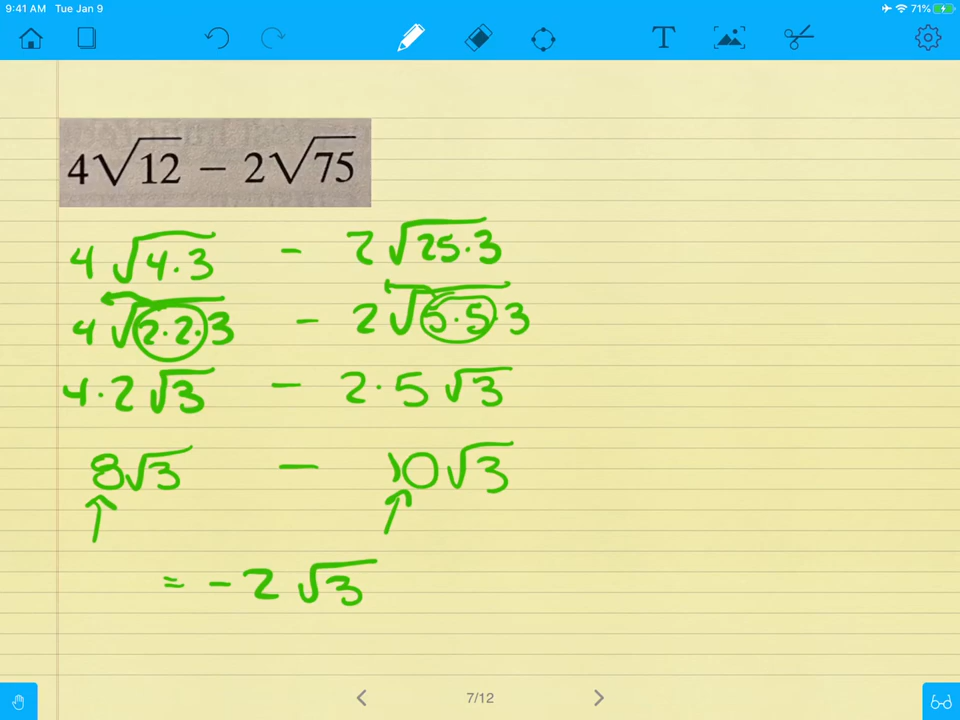 9:41 AM Tue Jan 9 71%
T
4√12 − 2√75
4 √4·3 − 2 √25·3
4 √2·2·3 − 2 √5·5·3
4·2 √3 − 2·5 √3
8√3 − 10√3
= −2 √3
7/12